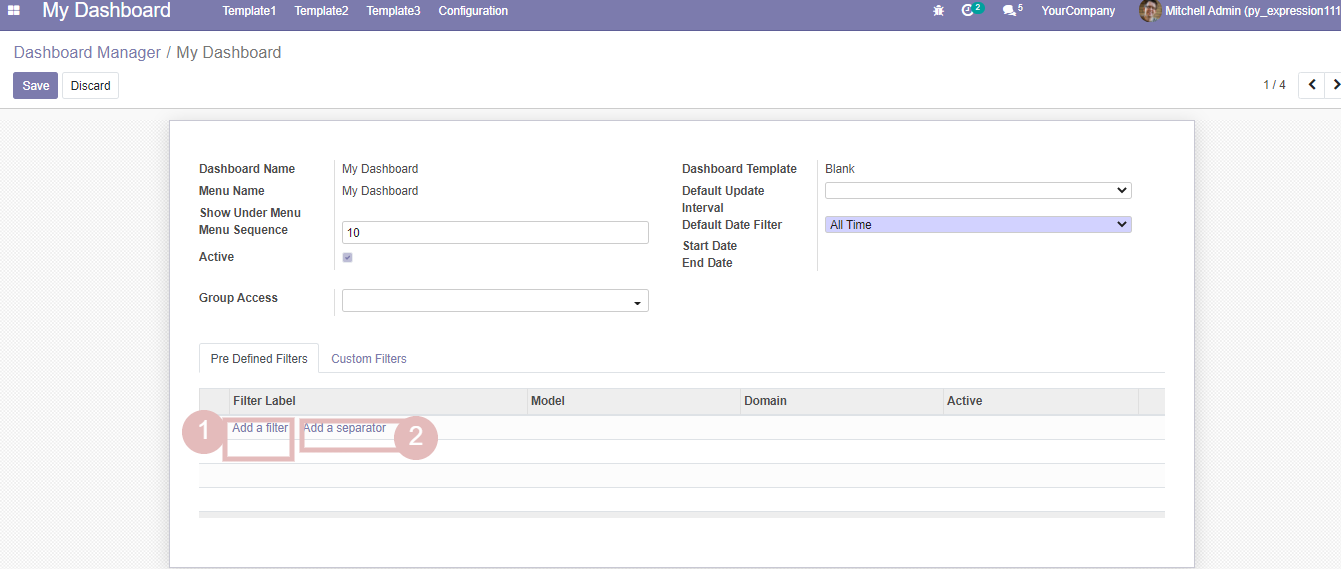 My Dashboard Template1 Template2 Template3 Configuration 2 5 YourCompany Mitchell Admin (py_expression111
Dashboard Manager / My Dashboard
Save Discard 1 / 4
Dashboard Name My Dashboard Dashboard Template Blank
Menu Name My Dashboard Default Update Interval
Show Under Menu
Menu Sequence 10 Default Date Filter All Time
Start Date
Active End Date
Group Access
Pre Defined Filters Custom Filters
Filter Label Model Domain Active
1 Add a filter Add a separator 2